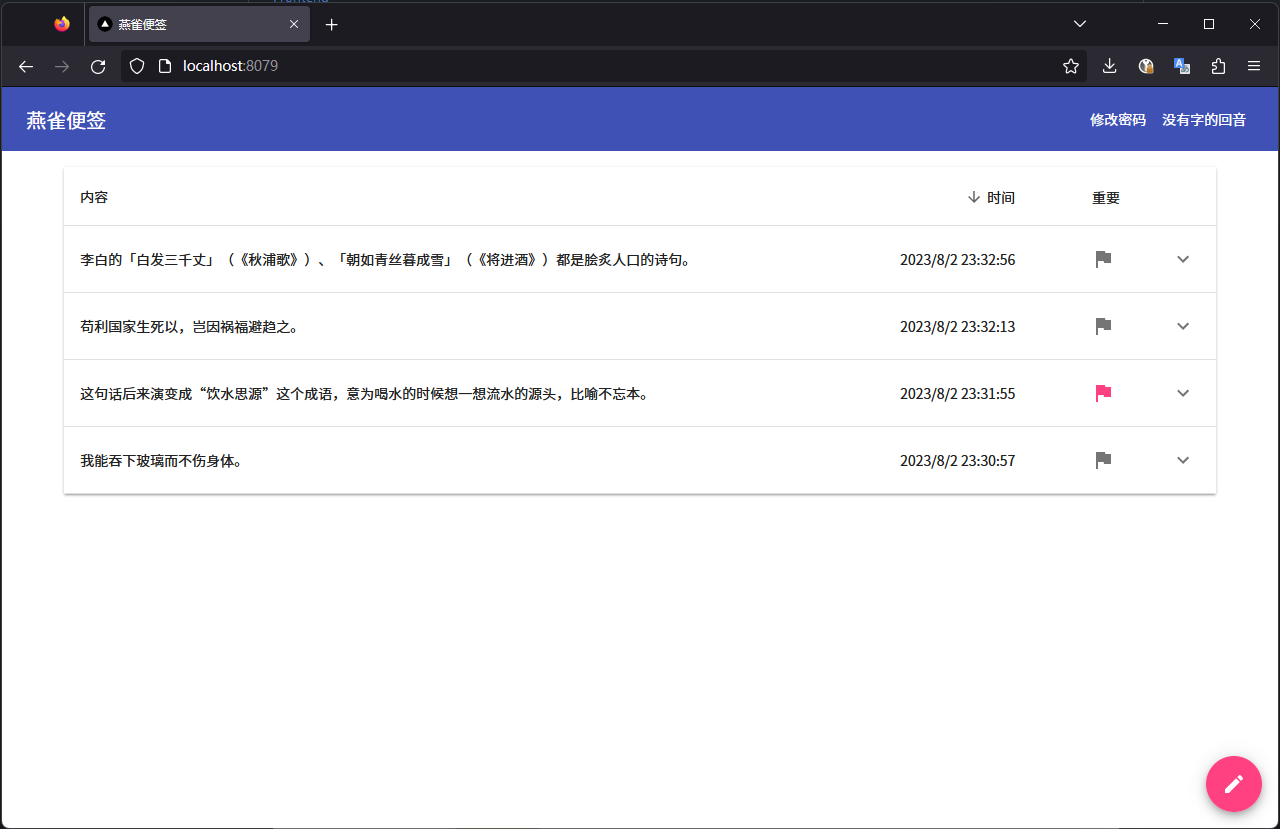 燕雀便签
localhost:8079
燕雀便签
修改密码 没有字的回音
内容 时间 重要
李白的「白发三千丈」（《秋浦歌》）、「朝如青丝暮成雪」（《将进酒》）都是脍炙人口的诗句。 2023/8/2 23:32:56
苟利国家生死以，岂因祸福避趋之。 2023/8/2 23:32:13
这句话后来演变成“饮水思源”这个成语，意为喝水的时候想一想流水的源头，比喻不忘本。 2023/8/2 23:31:55
我能吞下玻璃而不伤身体。 2023/8/2 23:30:57